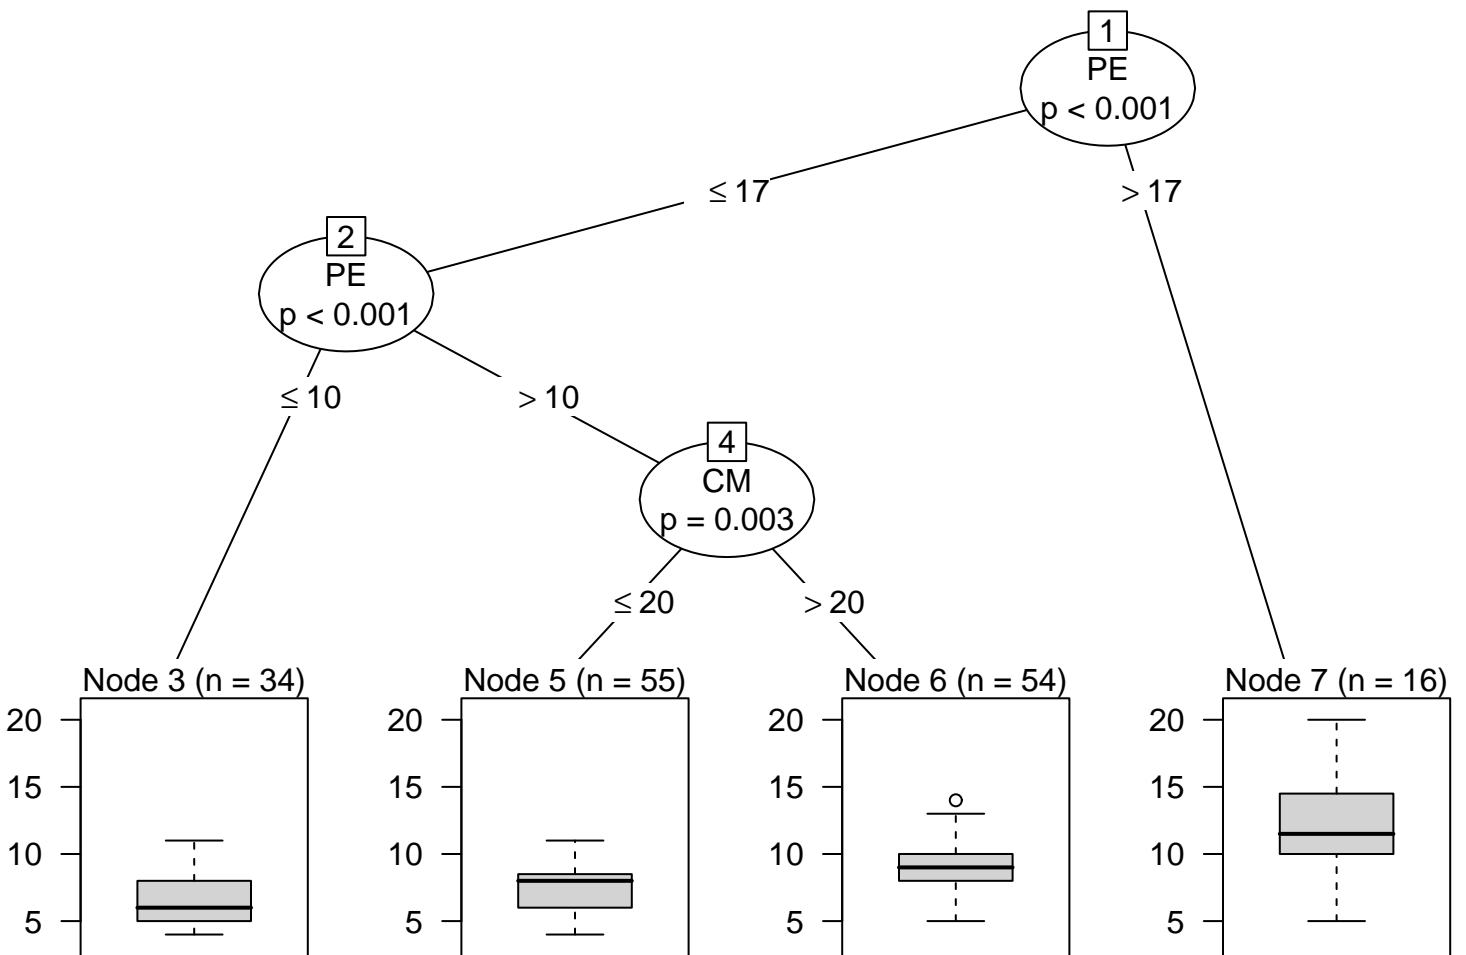 1
PE
p < 0.001
≤ 17
> 17
2
PE
p < 0.001
≤ 10
> 10
4
CM
p = 0.003
≤ 20
> 20
Node 3 (n = 34)
20
15
10
5
Node 5 (n = 55)
20
15
10
5
Node 6 (n = 54)
20
15
10
5
Node 7 (n = 16)
20
15
10
5